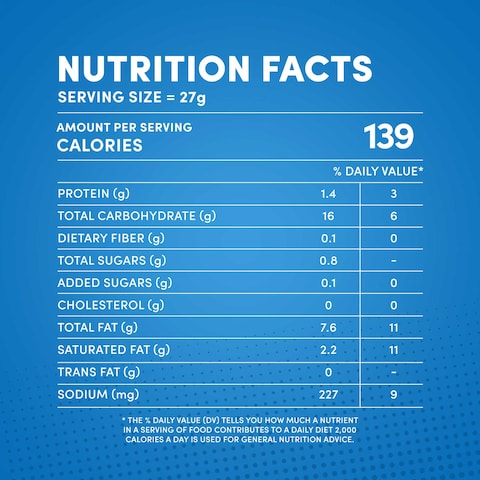 NUTRITION FACTS
SERVING SIZE = 27g
AMOUNT PER SERVING
CALORIES 139
% DAILY VALUE*
PROTEIN (g) 1.4 3
TOTAL CARBOHYDRATE (g) 16 6
DIETARY FIBER (g) 0.1 0
TOTAL SUGARS (g) 0.8 -
ADDED SUGARS (g) 0.1 0
CHOLESTEROL (g) 0 0
TOTAL FAT (g) 7.6 11
SATURATED FAT (g) 2.2 11
TRANS FAT (g) 0 -
SODIUM (mg) 227 9
* THE % DAILY VALUE (DV) TELLS YOU HOW MUCH A NUTRIENT
IN A SERVING OF FOOD CONTRIBUTES TO A DAILY DIET 2,000
CALORIES A DAY IS USED FOR GENERAL NUTRITION ADVICE.